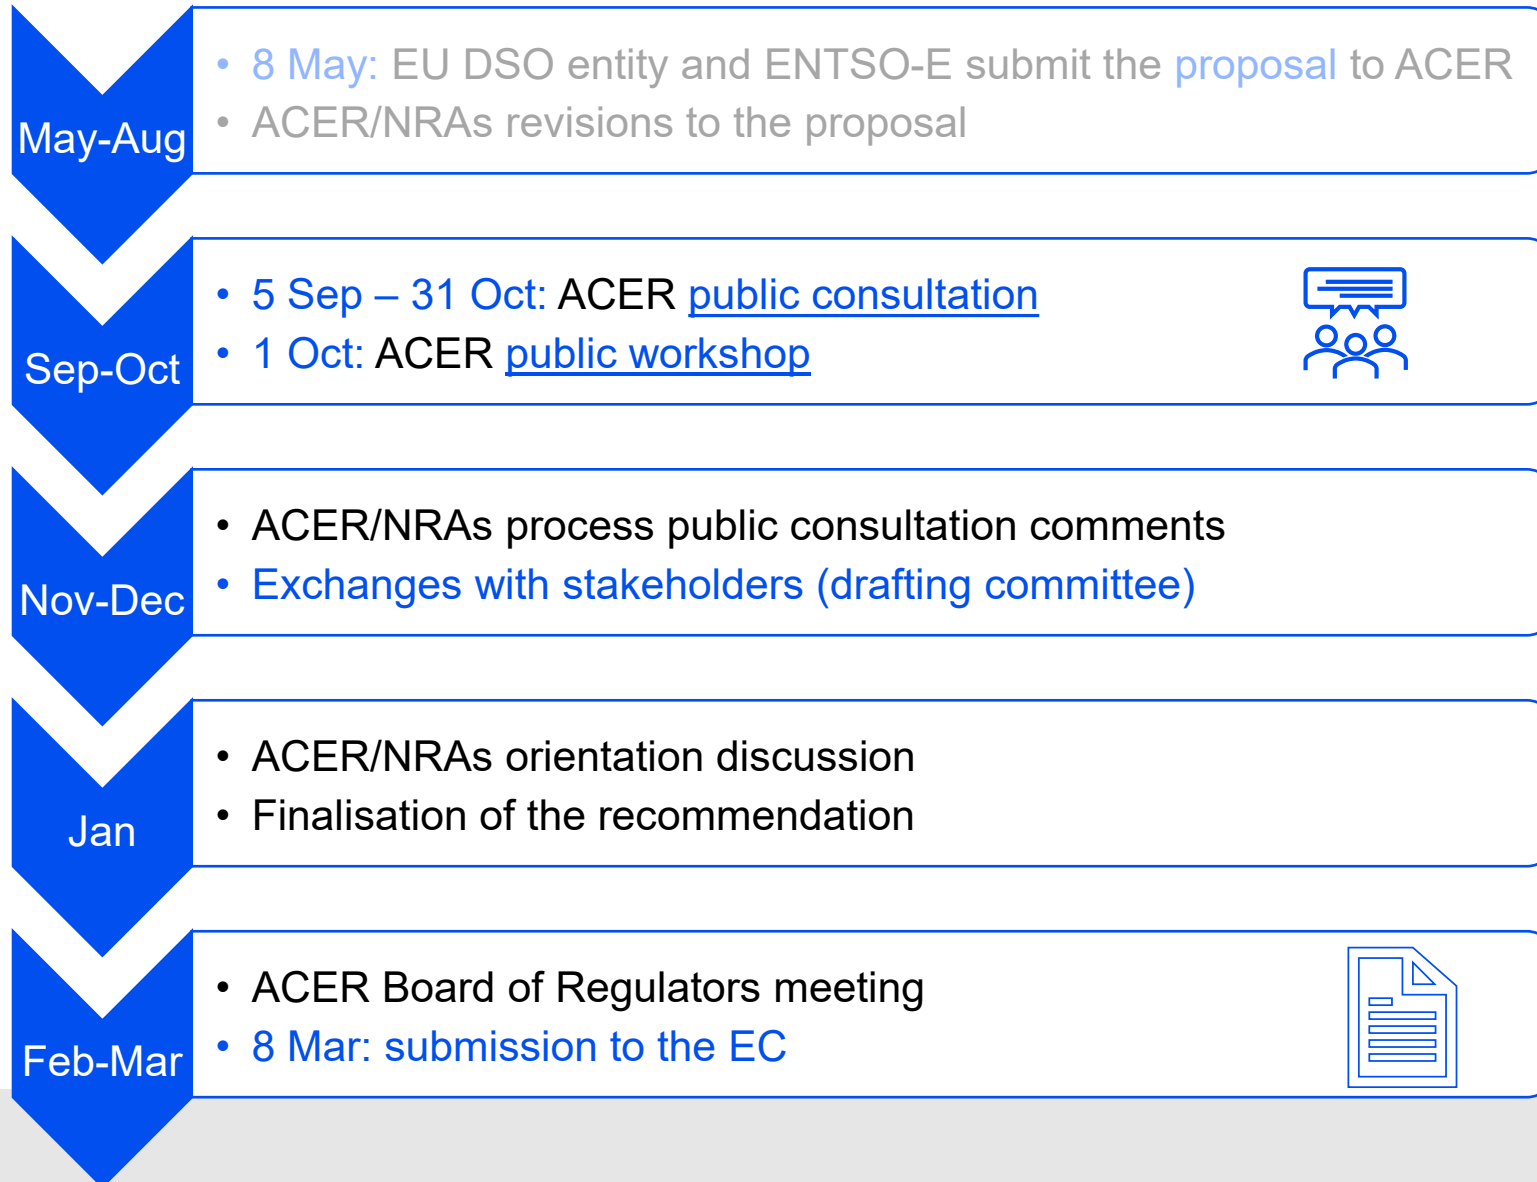 May-Aug
• 8 May: EU DSO entity and ENTSO-E submit the proposal to ACER
• ACER/NRAs revisions to the proposal
Sep-Oct
• 5 Sep – 31 Oct: ACER public consultation
• 1 Oct: ACER public workshop
Nov-Dec
• ACER/NRAs process public consultation comments
• Exchanges with stakeholders (drafting committee)
Jan
• ACER/NRAs orientation discussion
• Finalisation of the recommendation
Feb-Mar
• ACER Board of Regulators meeting
• 8 Mar: submission to the EC